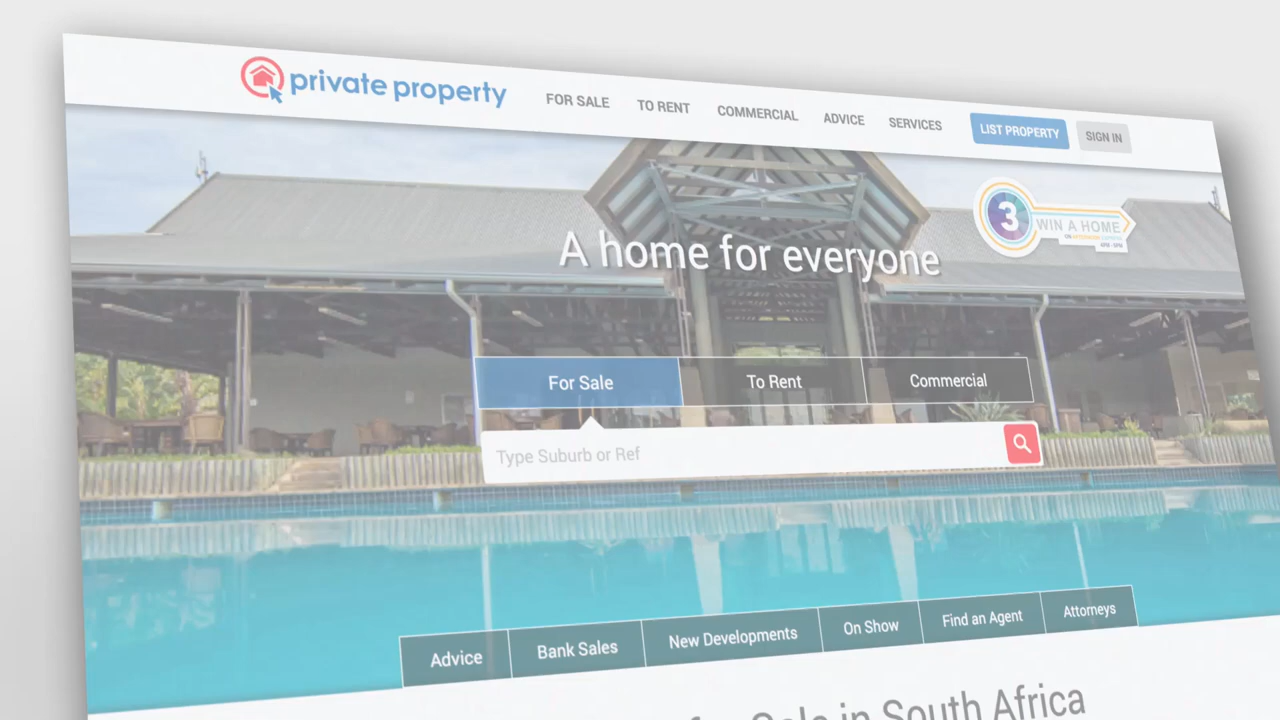 private property
FOR SALE
TO RENT
COMMERCIAL
ADVICE
SERVICES
LIST PROPERTY
SIGN IN
3
WIN A HOME
A home for everyone
For Sale
To Rent
Commercial
Type Suburb or Ref
Advice
Bank Sales
New Developments
On Show
Find an Agent
Attorneys
Sale in South Africa